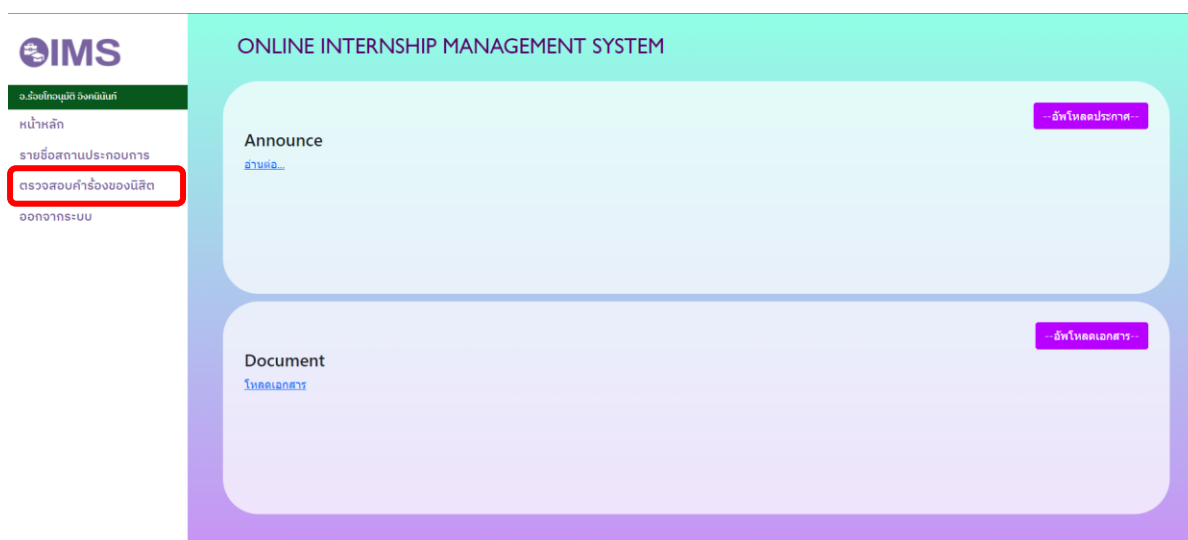 OIMS
อ.ร้อยโทอนุมัติ อิงคนินันท์
หน้าหลัก
รายชื่อสถานประกอบการ
ตรวจสอบคำร้องของนิสิต
ออกจากระบบ
ONLINE INTERNSHIP MANAGEMENT SYSTEM
--อัพโหลดประกาศ--
Announce
อ่านต่อ...
--อัพโหลดเอกสาร--
Document
โหลดเอกสาร